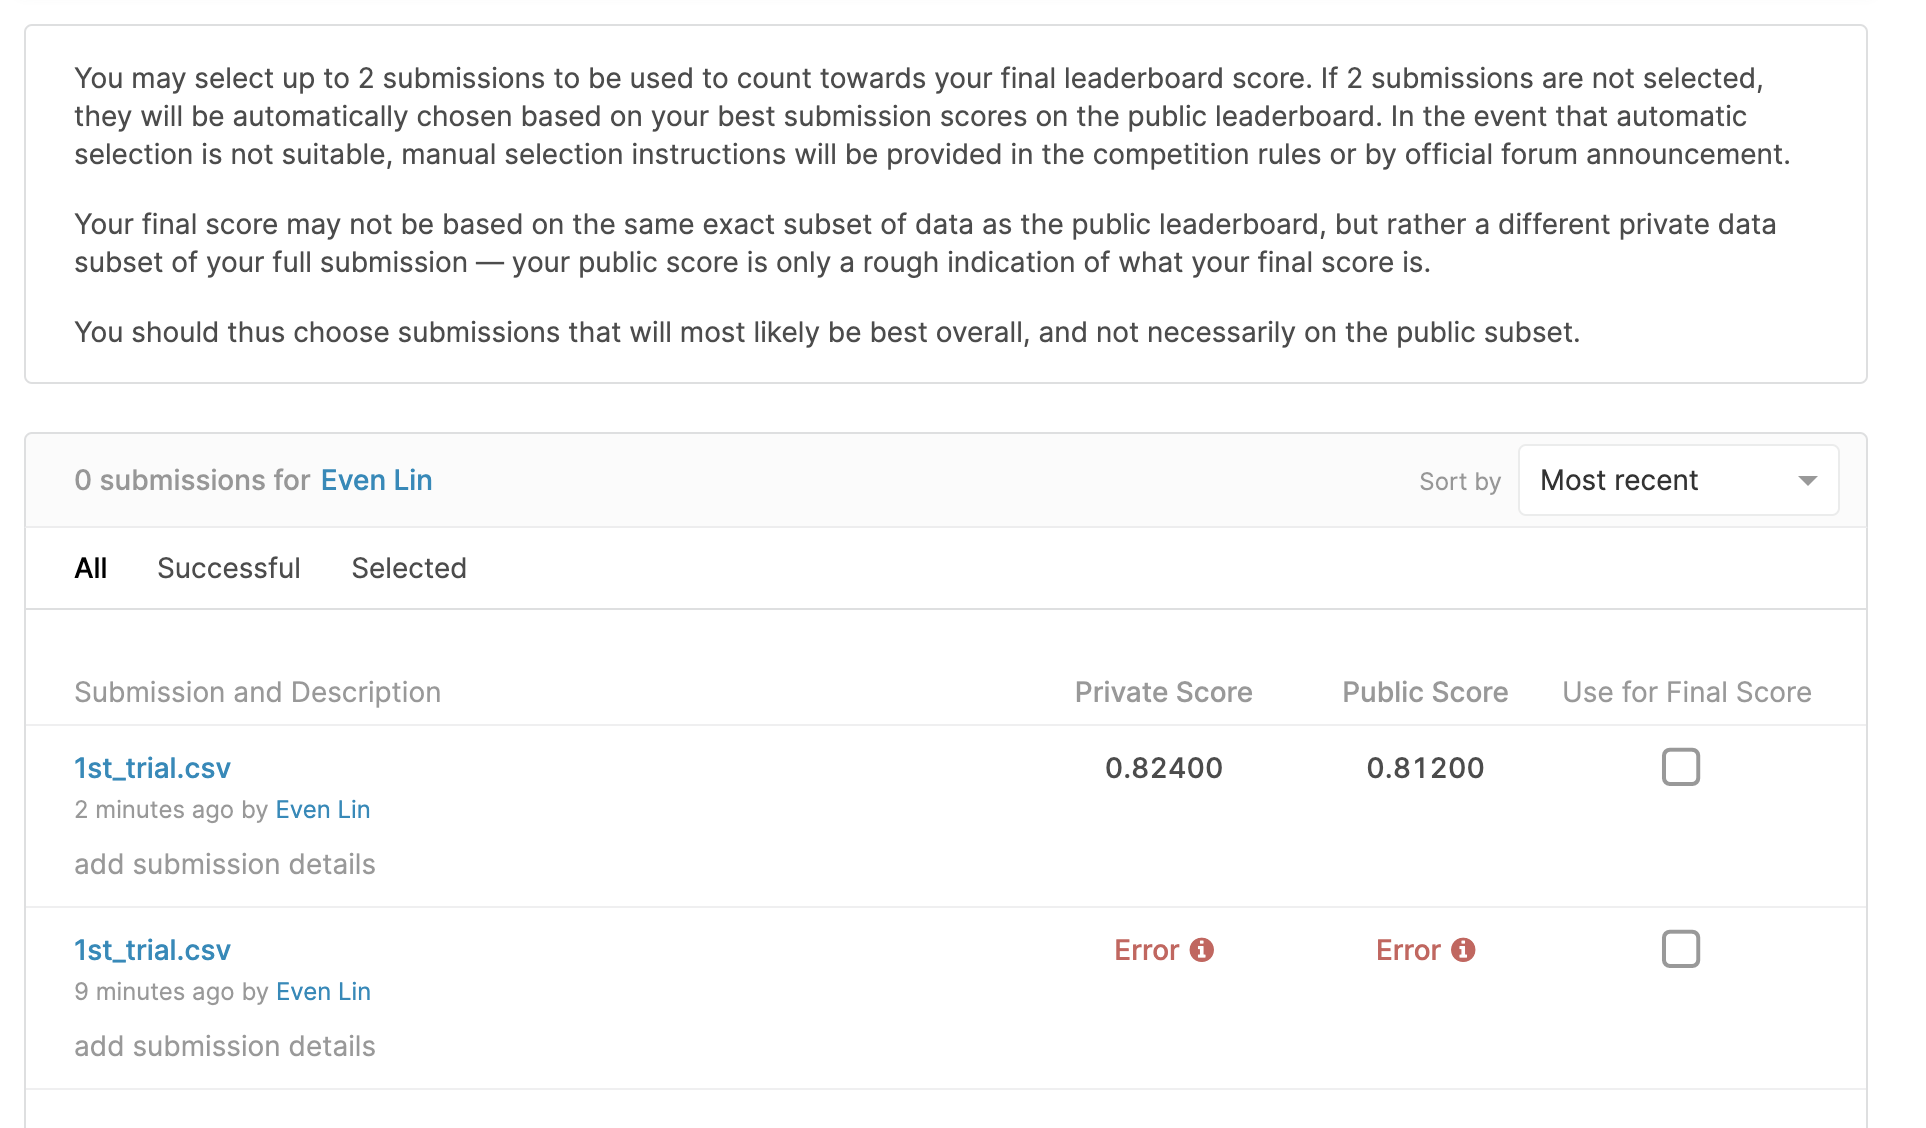 You may select up to 2 submissions to be used to count towards your final leaderboard score. If 2 submissions are not selected,
they will be automatically chosen based on your best submission scores on the public leaderboard. In the event that automatic
selection is not suitable, manual selection instructions will be provided in the competition rules or by official forum announcement.
Your final score may not be based on the same exact subset of data as the public leaderboard, but rather a different private data
subset of your full submission — your public score is only a rough indication of what your final score is.
You should thus choose submissions that will most likely be best overall, and not necessarily on the public subset.
0 submissions for Even Lin Sort by Most recent
All Successful Selected
Submission and Description Private Score Public Score Use for Final Score
1st_trial.csv 0.82400 0.81200
2 minutes ago by Even Lin
add submission details
1st_trial.csv Error Error
9 minutes ago by Even Lin
add submission details